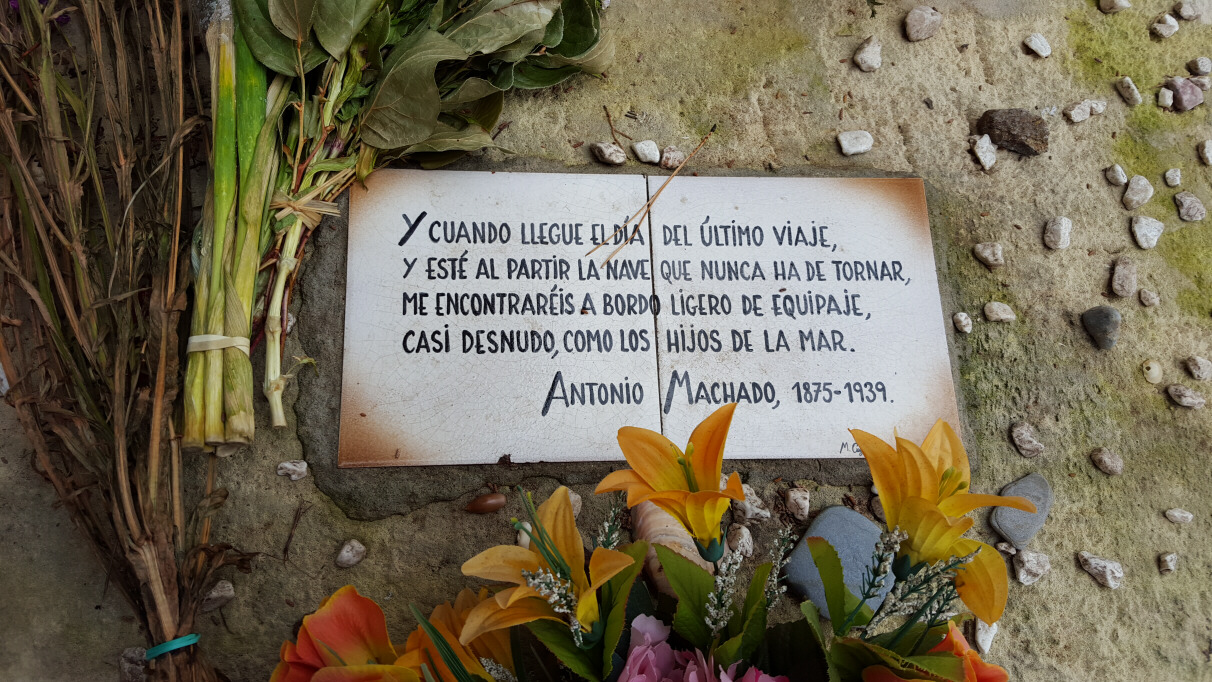 Y CUANDO LLEGUE EL DÍA DEL ÚLTIMO VIAJE,
Y ESTÉ AL PARTIR LA NAVE QUE NUNCA HA DE TORNAR,
ME ENCONTRARÉIS A BORDO LIGERO DE EQUIPAJE,
CASI DESNUDO, COMO LOS HIJOS DE LA MAR.
ANTONIO MACHADO, 1875-1939.